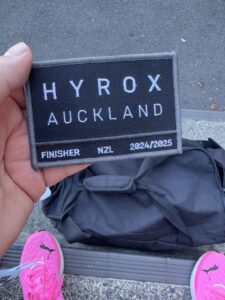 HYROX
AUCKLAND
FINISHER NZL 2024/2025